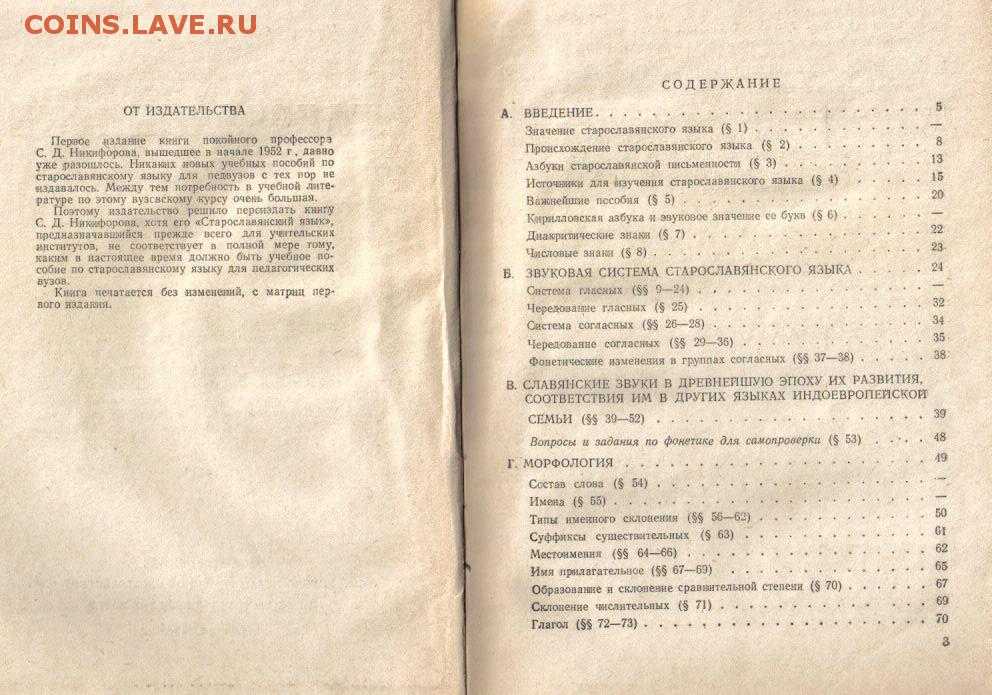 COINS.LAVE.RU
ОТ ИЗДАТЕЛЬСТВА
Первое издание книги покойного профессора
С. Д. Никифорова, вышедшее в начале 1952 г., давно
уже разошлось. Никаких новых учебных пособий по
старославянскому языку для педвузов с тех пор не
издавалось. Между тем потребность в учебной лите-
ратуре по этому вузовскому курсу очень большая.
Поэтому издательство решило переиздать книгу
С. Д. Никифорова, хотя его «Старославянский язык»,
предназначавшийся прежде всего для учительских
институтов, не соответствует в полной мере тому,
каким в настоящее время должно быть учебное по-
собие по старославянскому языку для педагогических
вузов.
Книга печатается без изменений, с матриц пер-
вого издания.
СОДЕРЖАНИЕ
А. ВВЕДЕНИЕ. . . . . . . . . . . . . . . . . 5
Значение старославянского языка (§ 1) . . . . . . . . . . —
Происхождение старославянского языка (§ 2) . . . . . . . . 8
Азбуки старославянской письменности (§ 3) . . . . . . . . 13
Источники для изучения старославянского языка (§ 4) . . . . . 15
Важнейшие пособия (§ 5) . . . . . . . . . . . . . . 20
Кирилловская азбука и звуковое значение ее букв (§ 6) . . . . . —
Диакритические знаки (§ 7) . . . . . . . . . . . . . 22
Числовые знаки (§ 8) . . . . . . . . . . . . . . . 23
Б. ЗВУКОВАЯ СИСТЕМА СТАРОСЛАВЯНСКОГО ЯЗЫКА . . . . . 24
Система гласных (§§ 9—24) . . . . . . . . . . . . . —
Чередование гласных (§ 25) . . . . . . . . . . . . . 32
Система согласных (§§ 26—28) . . . . . . . . . . . . 34
Чередование согласных (§§ 29—36) . . . . . . . . . . . 35
Фонетические изменения в группах согласных (§§ 37—38) . . . . . 38
В. СЛАВЯНСКИЕ ЗВУКИ В ДРЕВНЕЙШУЮ ЭПОХУ ИХ РАЗВИТИЯ,
СООТВЕТСТВИЯ ИМ В ДРУГИХ ЯЗЫКАХ ИНДОЕВРОПЕЙСКОЙ
СЕМЬИ (§§ 39—52) . . . . . . . . . . . . . . . 39
Вопросы и задания по фонетике для самопроверки (§ 53) . . . . 48
Г. МОРФОЛОГИЯ . . . . . . . . . . . . . . . . 49
Состав слова (§ 54) . . . . . . . . . . . . . . . —
Имена (§ 55) . . . . . . . . . . . . . . . . . —
Типы именного склонения (§§ 56—62) . . . . . . . . . . 50
Суффиксы существительных (§ 63) . . . . . . . . . . . 61
Местоимения (§§ 64—66) . . . . . . . . . . . . . . 62
Имя прилагательное (§§ 67—69) . . . . . . . . . . . . 65
Образование и склонение сравнительной степени (§ 70) . . . . . 67
Склонение числительных (§ 71) . . . . . . . . . . . . 69
Глагол (§§ 72—73) . . . . . . . . . . . . . . . . 70
3